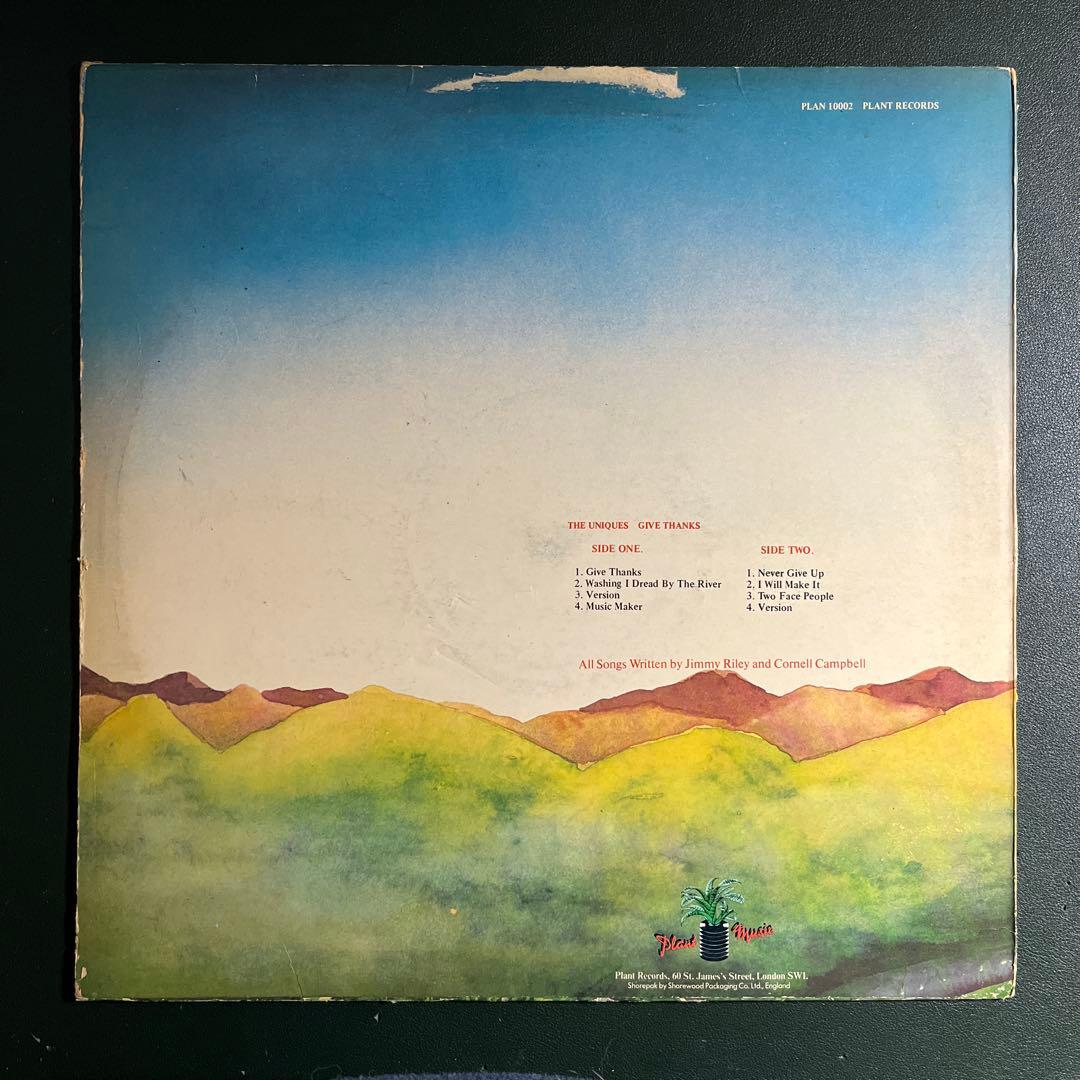 PLAN 10002 PLANT RECORDS
THE UNIQUES GIVE THANKS
SIDE ONE.
1. Give Thanks
2. Washing I Dread By The River
3. Version
4. Music Maker
SIDE TWO.
1. Never Give Up
2. I Will Make It
3. Two Face People
4. Version
All Songs Written by Jimmy Riley and Cornell Campbell
Plant Music
Plant Records, 60 St. James's Street, London SW1.
Shorepak by Shorewood Packaging Co. Ltd., England